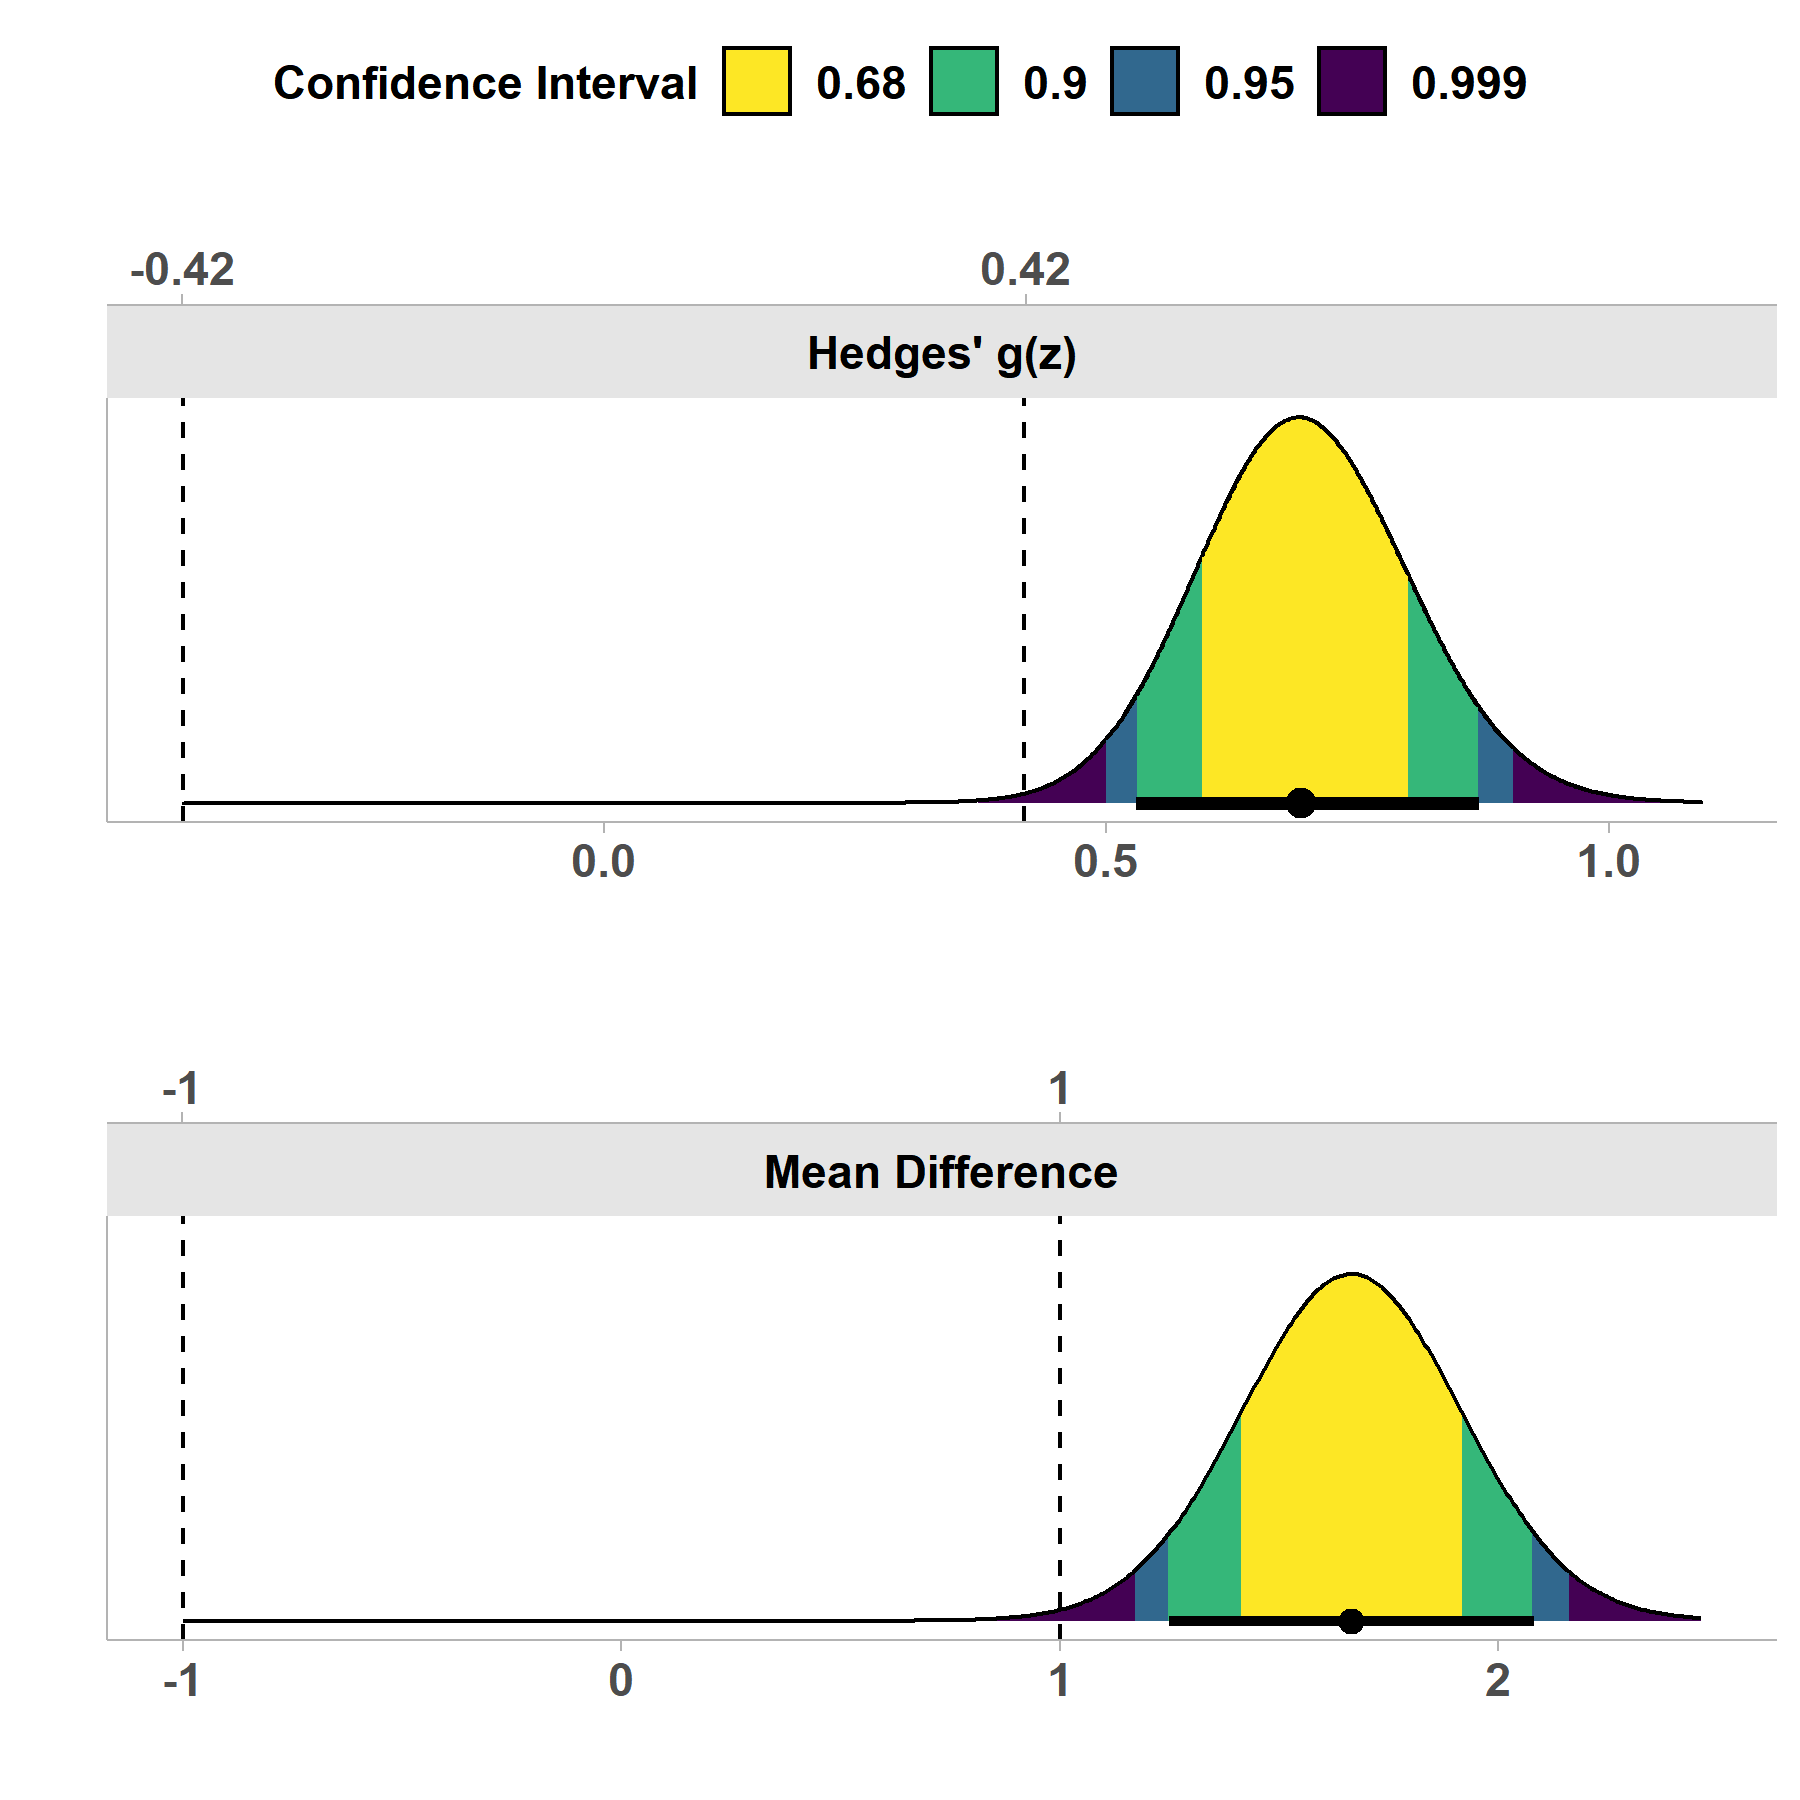 Confidence Interval 0.68 0.9 0.95 0.999
-0.42 0.42
Hedges' g(z)
0.0 0.5 1.0
-1 1
Mean Difference
-1 0 1 2